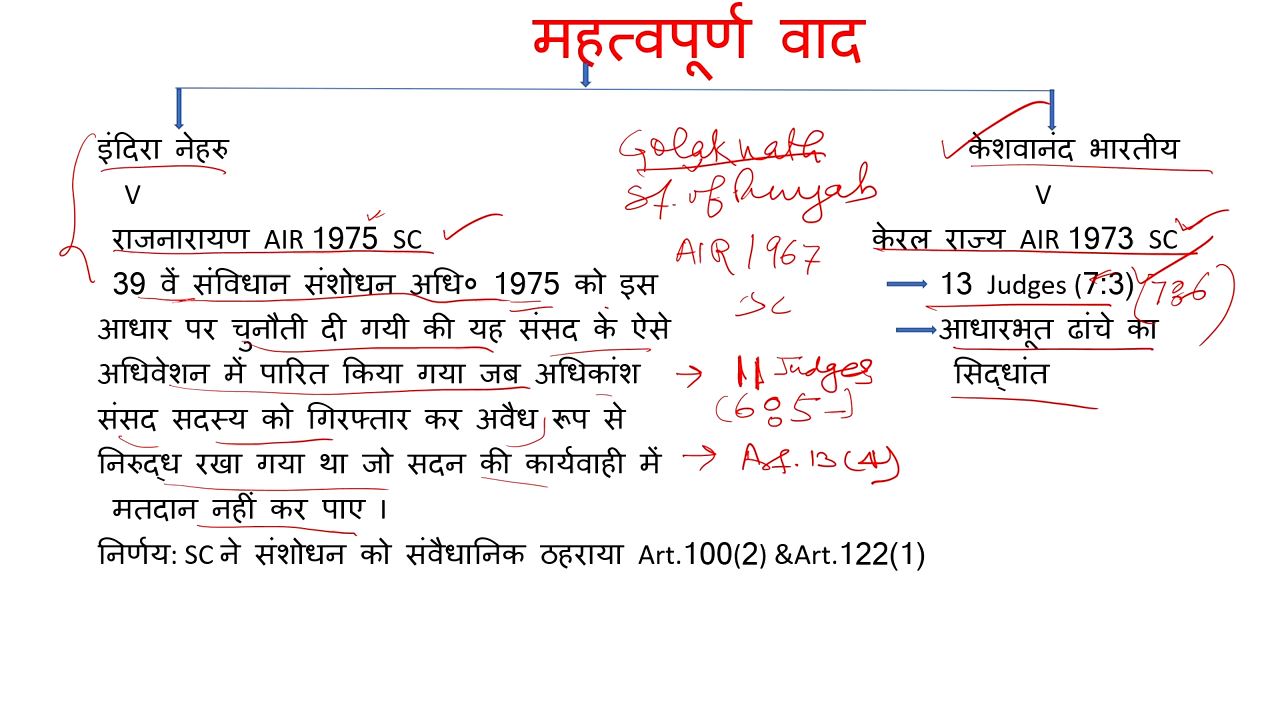 महत्वपूर्ण वाद
इंदिरा नेहरु
V
राजनारायण AIR 1975 SC
39 वें संविधान संशोधन अधि० 1975 को इस
आधार पर चुनौती दी गयी की यह संसद के ऐसे
अधिवेशन में पारित किया गया जब अधिकांश
संसद सदस्य को गिरफ्तार कर अवैध रूप से
निरुद्ध रखा गया था जो सदन की कार्यवाही में
मतदान नहीं कर पाए ।
निर्णय: SC ने संशोधन को संवैधानिक ठहराया Art.100(2) &Art.122(1)
Golaknath
St. of Punjab
AIR 1967
SC
→ 11 Judges
(6:5)
→ Art. 13(4)
केशवानंद भारतीय
V
केरल राज्य AIR 1973 SC
13 Judges (7:3) (7:6)
आधारभूत ढांचे का
सिद्धांत